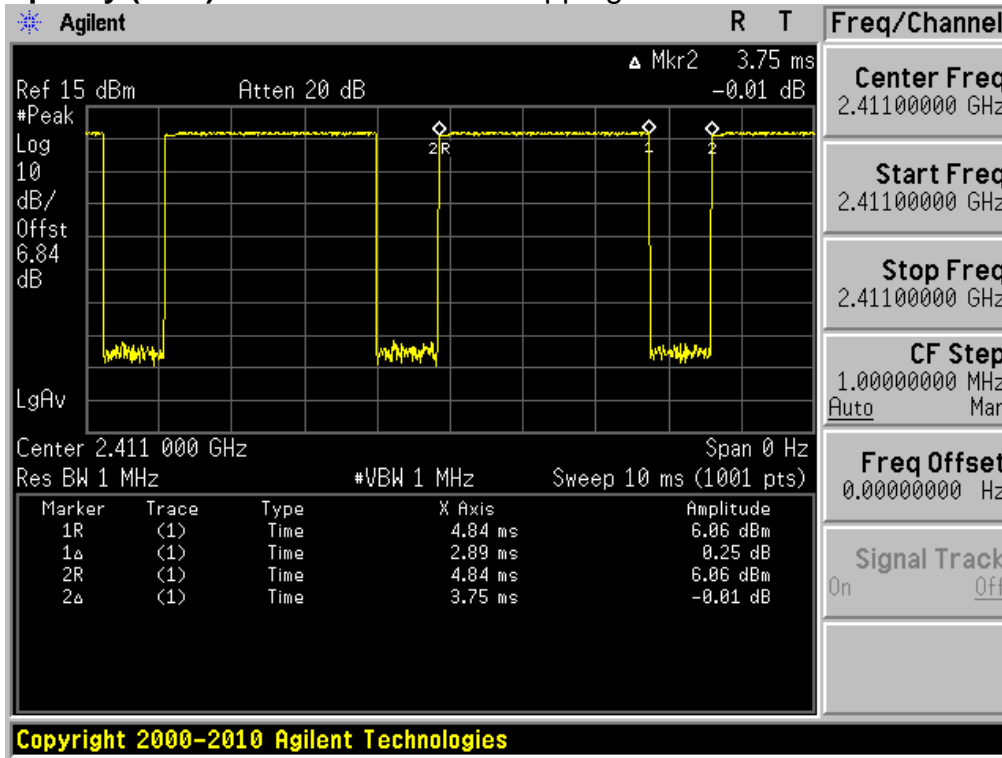 Agilent R T Freq/Channel
▵ Mkr2 3.75 ms
Ref 15 dBm Atten 20 dB −0.01 dB
#Peak
Log
10
dB/
Offst
6.84
dB
LgAv
2R 1 2
Center 2.411 000 GHz Span 0 Hz
Res BW 1 MHz #VBW 1 MHz Sweep 10 ms (1001 pts)
Marker Trace Type X Axis Amplitude
1R (1) Time 4.84 ms 6.06 dBm
1▵ (1) Time 2.89 ms 0.25 dB
2R (1) Time 4.84 ms 6.06 dBm
2▵ (1) Time 3.75 ms −0.01 dB
Center Freq
2.41100000 GHz
Start Freq
2.41100000 GHz
Stop Freq
2.41100000 GHz
CF Step
1.00000000 MHz
Auto Man
Freq Offset
0.00000000 Hz
Signal Track
On Off
Copyright 2000–2010 Agilent Technologies